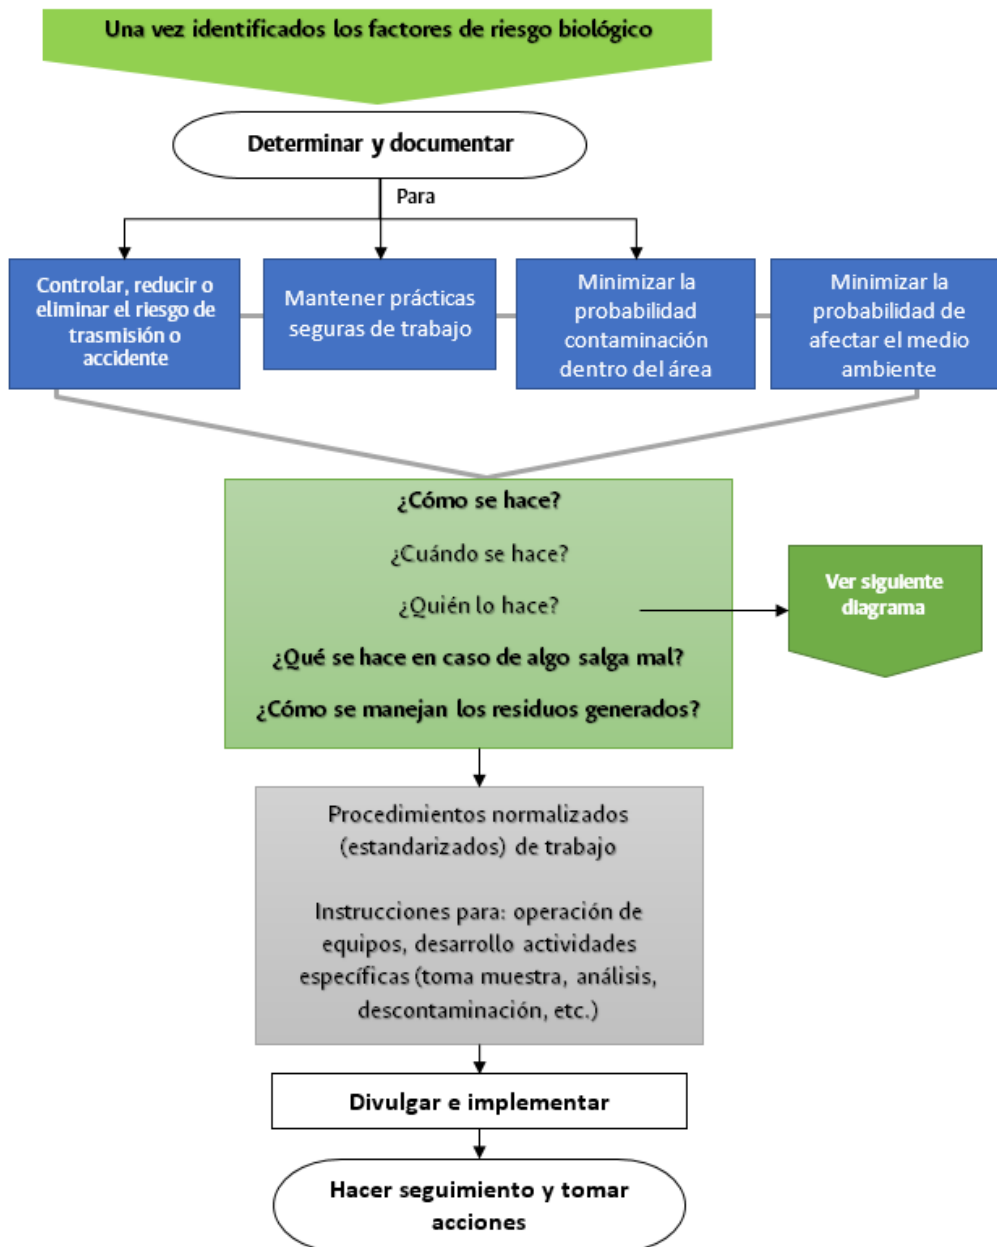 Una vez identificados los factores de riesgo biológico
Determinar y documentar
Para
Controlar, reducir o
eliminar el riesgo de
trasmisión o
accidente
Mantener prácticas
seguras de trabajo
Minimizar la
probabilidad
contaminación
dentro del área
Minimizar la
probabilidad de
afectar el medio
ambiente
¿Cómo se hace?
¿Cuándo se hace?
¿Quién lo hace?
¿Qué se hace en caso de algo salga mal?
¿Cómo se manejan los residuos generados?
Ver siguiente
diagrama
Procedimientos normalizados
(estandarizados) de trabajo
Instrucciones para: operación de
equipos, desarrollo actividades
específicas (toma muestra, análisis,
descontaminación, etc.)
Divulgar e implementar
Hacer seguimiento y tomar
acciones